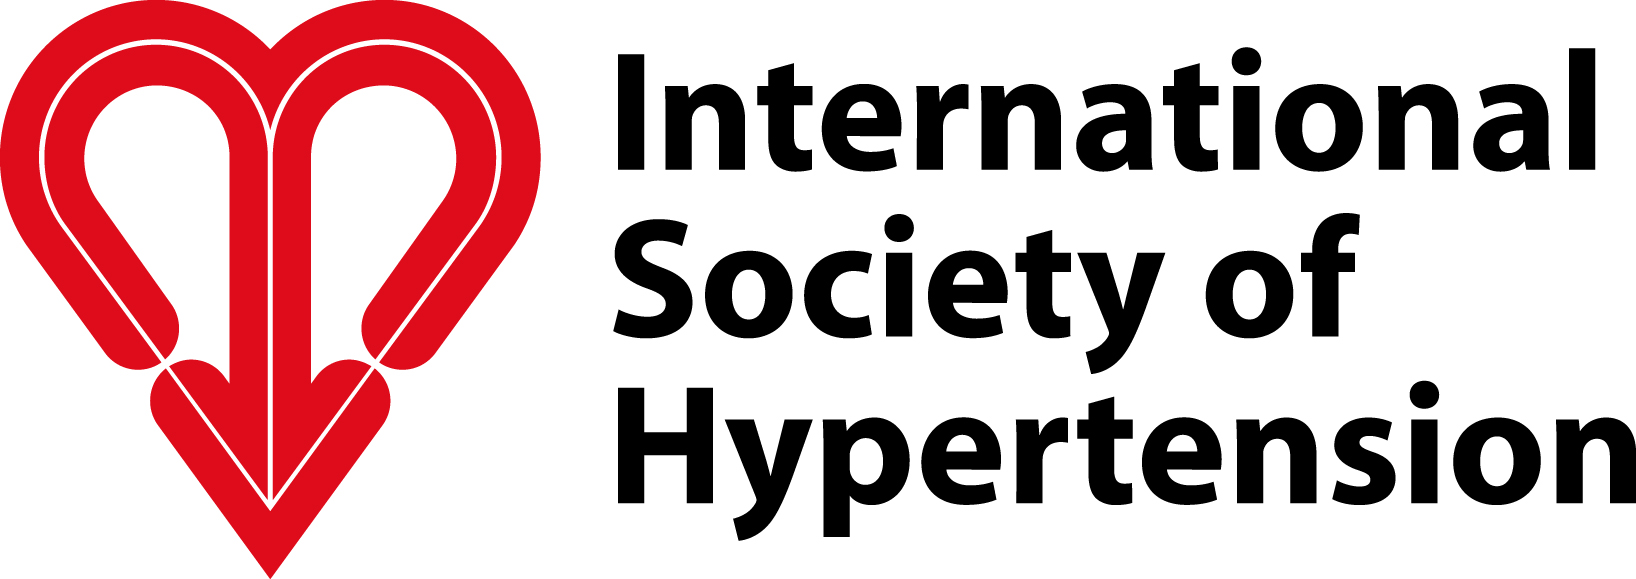 International
Society of
Hypertension